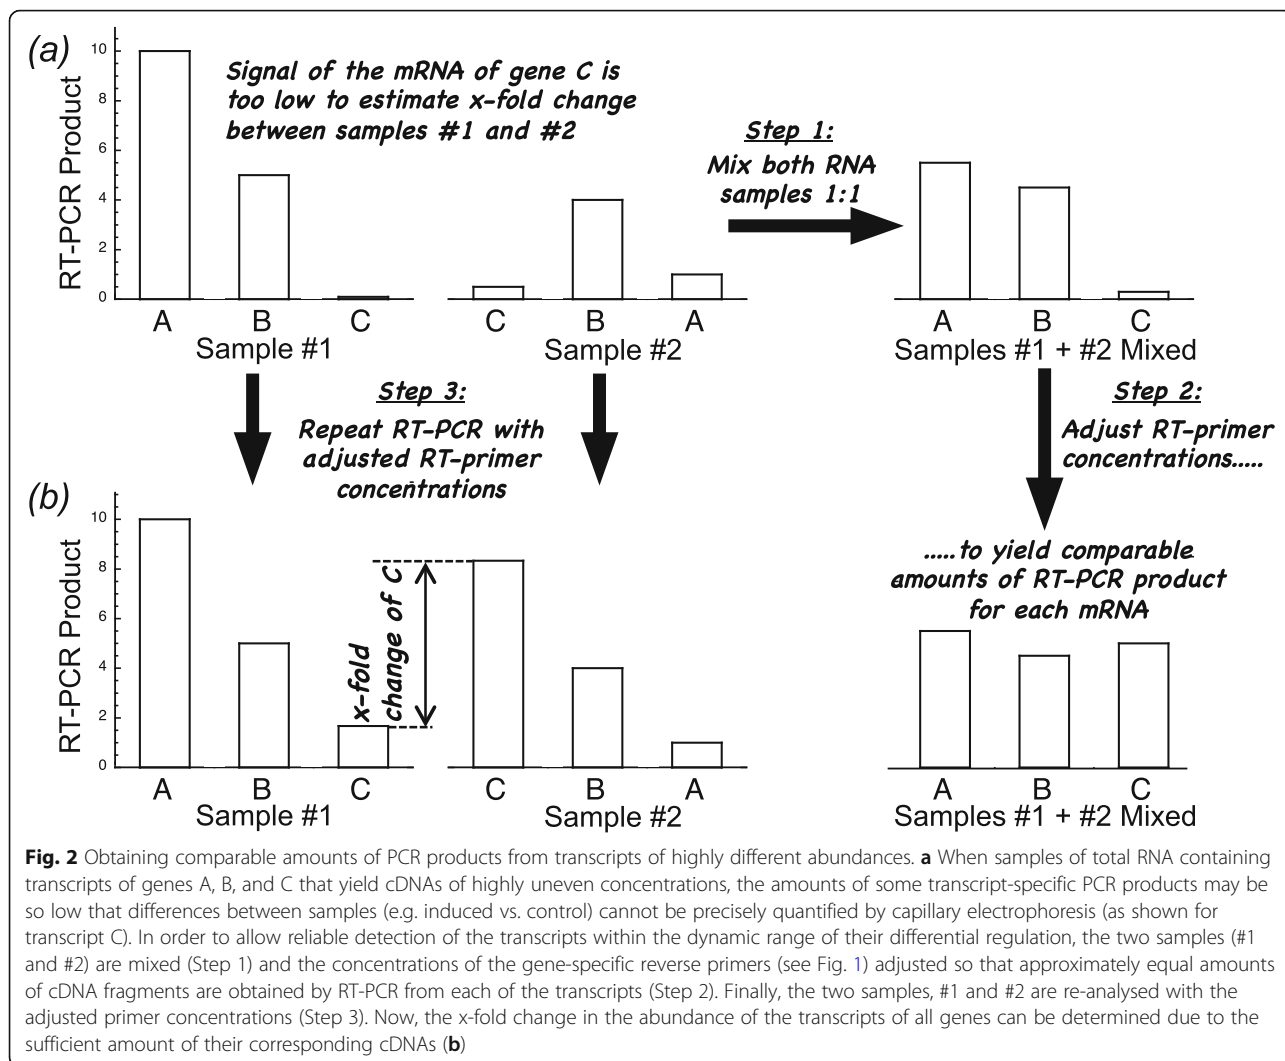 (a)
RT-PCR Product
10
8
6
4
2
0
Signal of the mRNA of gene C is
too low to estimate x-fold change
between samples #1 and #2
A B C
Sample #1
C B A
Sample #2
Step 1:
Mix both RNA
samples 1:1
A B C
Samples #1 + #2 Mixed
Step 3:
Repeat RT-PCR with
adjusted RT-primer
concentrations
Step 2:
Adjust RT-primer
concentrations.....
(b)
RT-PCR Product
10
8
6
4
2
0
x-fold
change of C
A B C
Sample #1
C B A
Sample #2
.....to yield comparable
amounts of RT-PCR product
for each mRNA
A B C
Samples #1 + #2 Mixed
Fig. 2 Obtaining comparable amounts of PCR products from transcripts of highly different abundances. a When samples of total RNA containing
transcripts of genes A, B, and C that yield cDNAs of highly uneven concentrations, the amounts of some transcript-specific PCR products may be
so low that differences between samples (e.g. induced vs. control) cannot be precisely quantified by capillary electrophoresis (as shown for
transcript C). In order to allow reliable detection of the transcripts within the dynamic range of their differential regulation, the two samples (#1
and #2) are mixed (Step 1) and the concentrations of the gene-specific reverse primers (see Fig. 1) adjusted so that approximately equal amounts
of cDNA fragments are obtained by RT-PCR from each of the transcripts (Step 2). Finally, the two samples, #1 and #2 are re-analysed with the
adjusted primer concentrations (Step 3). Now, the x-fold change in the abundance of the transcripts of all genes can be determined due to the
sufficient amount of their corresponding cDNAs (b)